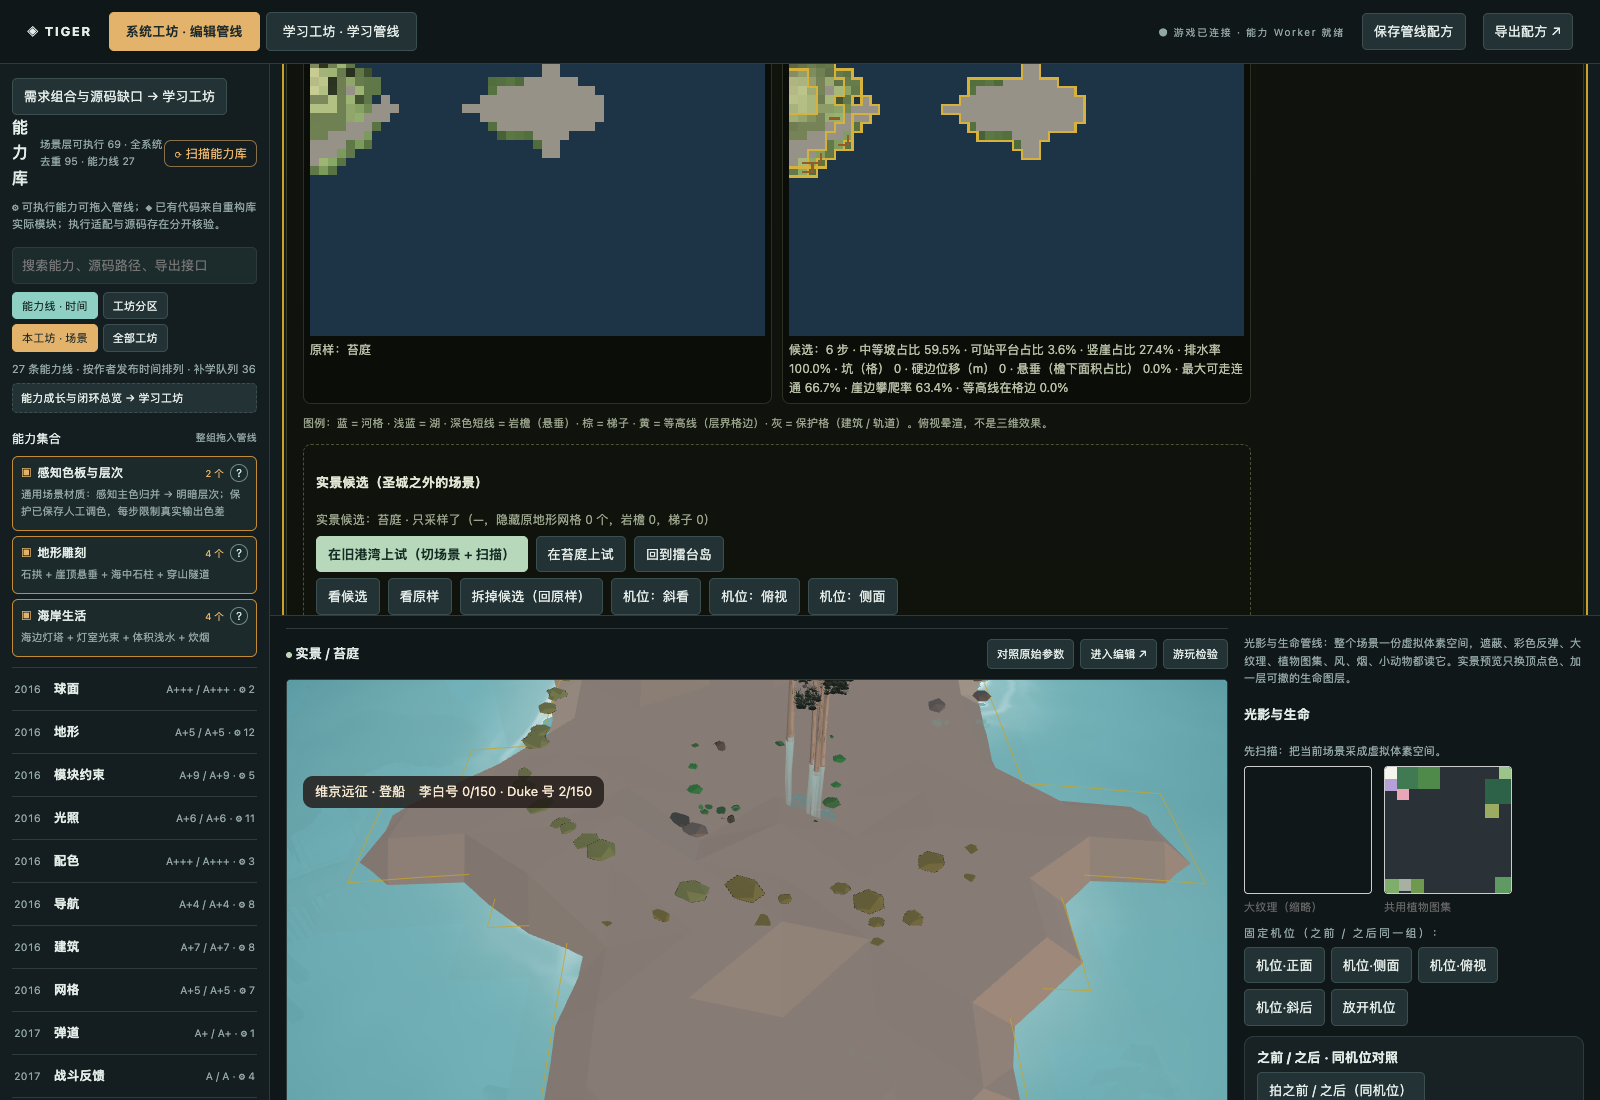 ◈ TIGER
系统工坊 · 编辑管线
学习工坊 · 学习管线
游戏已连接 · 能力 Worker 就绪
保存管线配方
导出配方 ↗
需求组合与源码缺口 → 学习工坊
能力库
场景层可执行 69 · 全系统去重 95 · 能力线 27
⟳ 扫描能力库
⚙ 可执行能力可拖入管线；◆ 已有代码来自重构库
实际模块；执行适配与源码存在分开核验。
搜索能力、源码路径、导出接口
能力线 · 时间
工坊分区
本工坊 · 场景
全部工坊
27 条能力线 · 按作者发布时间排列 · 补学队列 36
能力成长与闭环总览 → 学习工坊
能力集合
整组拖入管线
▣ 感知色板与层次
2 个 ?
通用场景材质：感知主色归并 → 明暗层次；保
护已保存人工调色，每步限制真实输出色差
▣ 地形雕刻
4 个 ?
石拱 + 崖顶悬垂 + 海中石柱 + 穿山隧道
▣ 海岸生活
4 个 ?
海边灯塔 + 灯室光束 + 体积浅水 + 炊烟
2016 球面 A+++ / A+++ · ⚙ 2
2016 地形 A+5 / A+5 · ⚙ 12
2016 模块约束 A+9 / A+9 · ⚙ 5
2016 光照 A+6 / A+6 · ⚙ 11
2016 配色 A+++ / A+++ · ⚙ 3
2016 导航 A+4 / A+4 · ⚙ 8
2016 建筑 A+7 / A+7 · ⚙ 8
2016 网格 A+5 / A+5 · ⚙ 7
2017 弹道 A+ / A+ · ⚙ 1
2017 战斗反馈 A / A · ⚙ 4
原样：苔庭
候选：6 步 · 中等坡占比 59.5% · 可站平台占比 3.6% · 竖崖占比 27.4% · 排水率
100.0% · 坑（格） 0 · 硬边位移（m） 0 · 悬垂（檐下面积占比） 0.0% · 最大可走连
通 66.7% · 崖边攀爬率 63.4% · 等高线在格边 0.0%
图例：蓝 = 河格 · 浅蓝 = 湖 · 深色短线 = 岩檐（悬垂） · 棕 = 梯子 · 黄 = 等高线（层界格边） · 灰 = 保护格（建筑 / 轨道）。俯视晕渲，不是三维效果。
实景候选（圣城之外的场景）
实景候选：苔庭 · 只采样了（—，隐藏原地形网格 0 个，岩檐 0，梯子 0）
在旧港湾上试（切场景 + 扫描）
在苔庭上试
回到擂台岛
看候选
看原样
拆掉候选（回原样）
机位：斜看
机位：俯视
机位：侧面
实景 / 苔庭
对照原始参数
进入编辑 ↗
游玩检验
维京远征 · 登船 李白号 0/150 · Duke 号 2/150
光影与生命管线：整个场景一份虚拟体素空间，遮蔽、彩色反弹、大
纹理、植物图集、风、烟、小动物都读它。实景预览只换顶点色、加
一层可撤的生命图层。
光影与生命
先扫描：把当前场景采成虚拟体素空间。
大纹理（缩略）
共用植物图集
固定机位（之前 / 之后同一组）：
机位·正面
机位·侧面
机位·俯视
机位·斜后
放开机位
之前 / 之后 · 同机位对照
拍之前 / 之后（同机位）